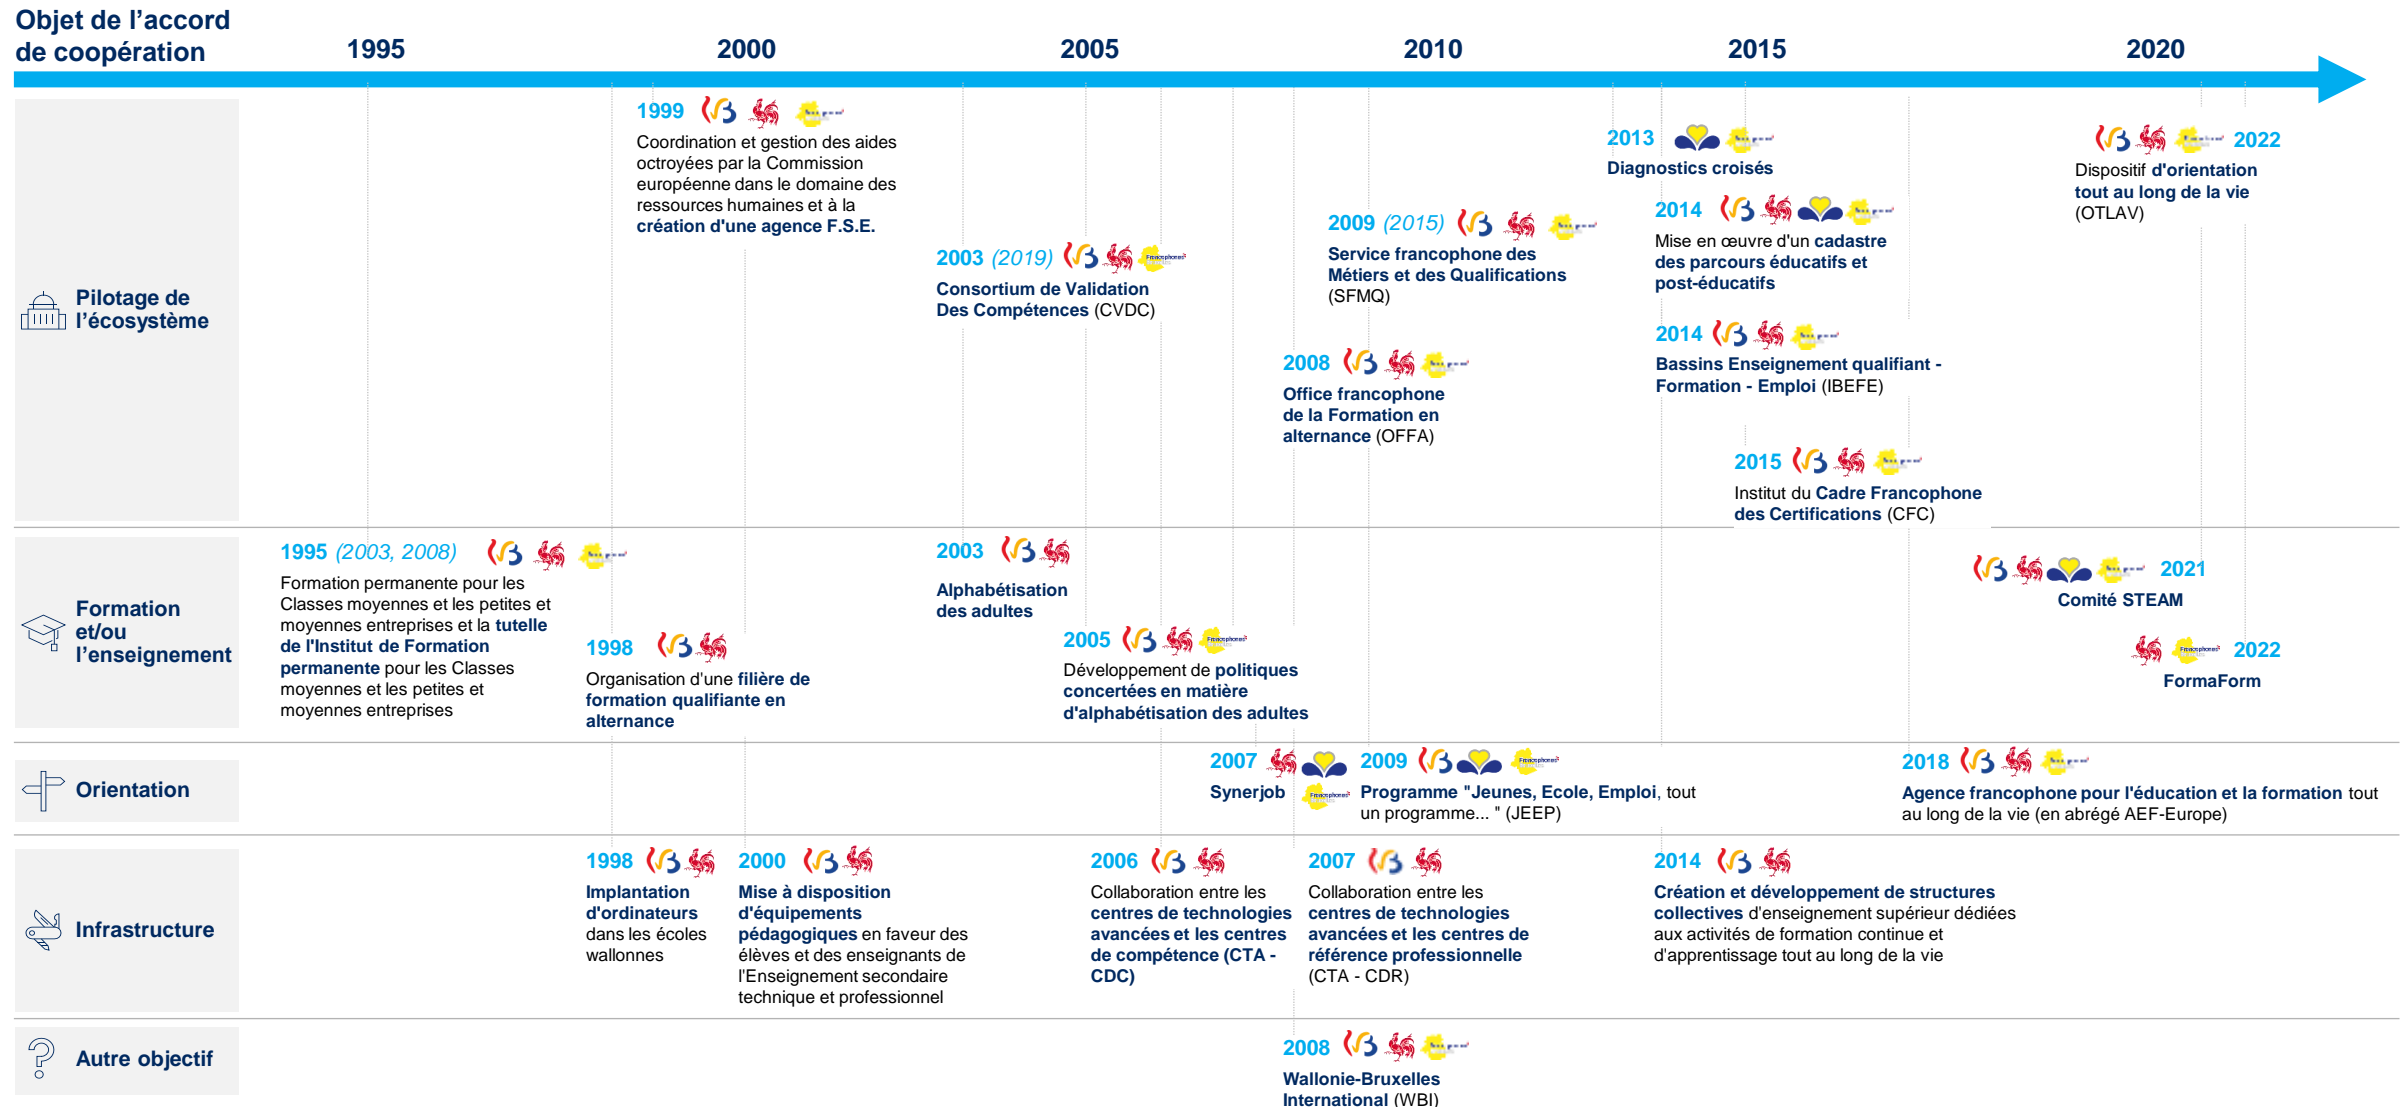 Objet de l’accord
de coopération
1995
2000
2005
2010
2015
2020
Pilotage de
l’écosystème
1999
Coordination et gestion des aides
octroyées par la Commission
européenne dans le domaine des
ressources humaines et à la
création d'une agence F.S.E.
2003 (2019)
Francophones
Consortium de Validation
Des Compétences (CVDC)
2009 (2015)
Service francophone des
Métiers et des Qualifications
(SFMQ)
2008
Office francophone
de la Formation en
alternance (OFFA)
2013
Diagnostics croisés
2014
Mise en œuvre d'un cadastre
des parcours éducatifs et
post-éducatifs
2014
Bassins Enseignement qualifiant -
Formation - Emploi (IBEFE)
2015
Institut du Cadre Francophone
des Certifications (CFC)
2022
Dispositif d'orientation
tout au long de la vie
(OTLAV)
Formation
et/ou
l’enseignement
1995 (2003, 2008)
Formation permanente pour les
Classes moyennes et les petites et
moyennes entreprises et la tutelle
de l'Institut de Formation
permanente pour les Classes
moyennes et les petites et
moyennes entreprises
1998
Organisation d'une filière de
formation qualifiante en
alternance
2003
Alphabétisation
des adultes
2005
Francophones
Développement de politiques
concertées en matière
d'alphabétisation des adultes
2021
Comité STEAM
Francophones
2022
FormaForm
Orientation
2007
Synerjob
Francophones
2009
Francophones
Programme "Jeunes, Ecole, Emploi, tout
un programme... " (JEEP)
2018
Agence francophone pour l'éducation et la formation tout
au long de la vie (en abrégé AEF-Europe)
Infrastructure
1998
Implantation
d'ordinateurs
dans les écoles
wallonnes
2000
Mise à disposition
d'équipements
pédagogiques en faveur des
élèves et des enseignants de
l'Enseignement secondaire
technique et professionnel
2006
Collaboration entre les
centres de technologies
avancées et les centres
de compétence (CTA -
CDC)
2007
Collaboration entre les
centres de technologies
avancées et les centres de
référence professionnelle
(CTA - CDR)
2014
Création et développement de structures
collectives d'enseignement supérieur dédiées
aux activités de formation continue et
d'apprentissage tout au long de la vie
Autre objectif
2008
Wallonie-Bruxelles
International (WBI)